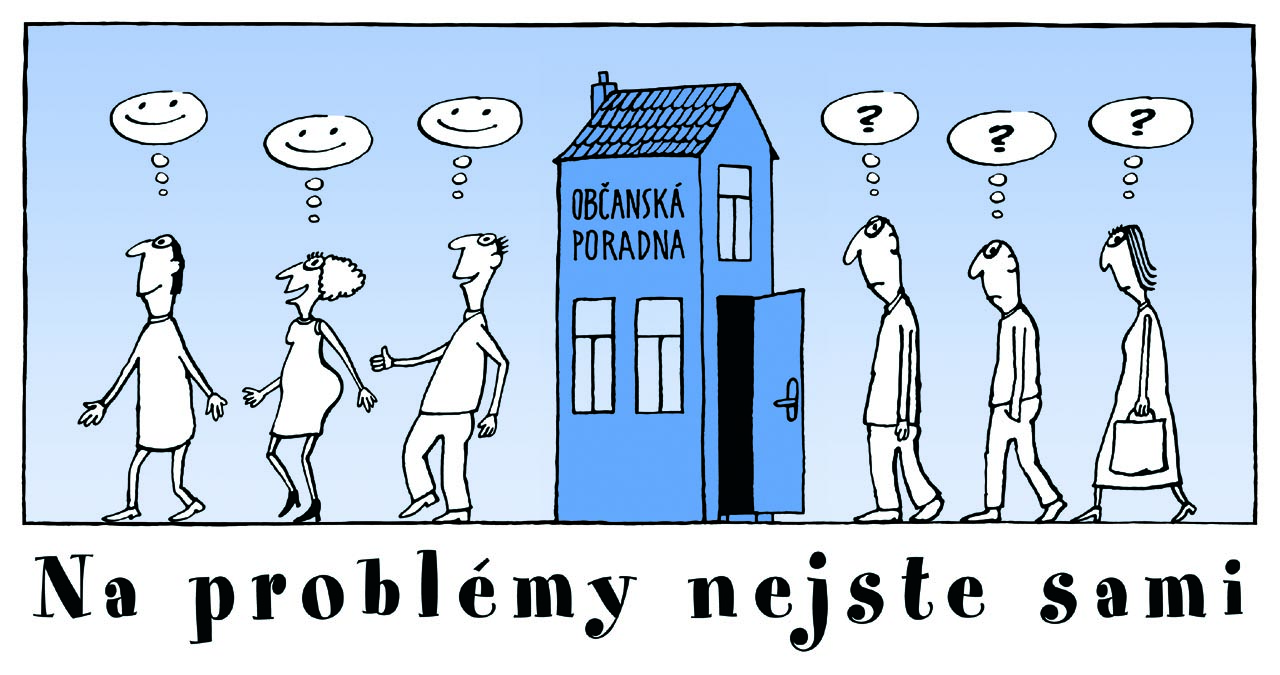 ?
?
?
OBČANSKÁ
PORADNA
Na problémy nejste sami